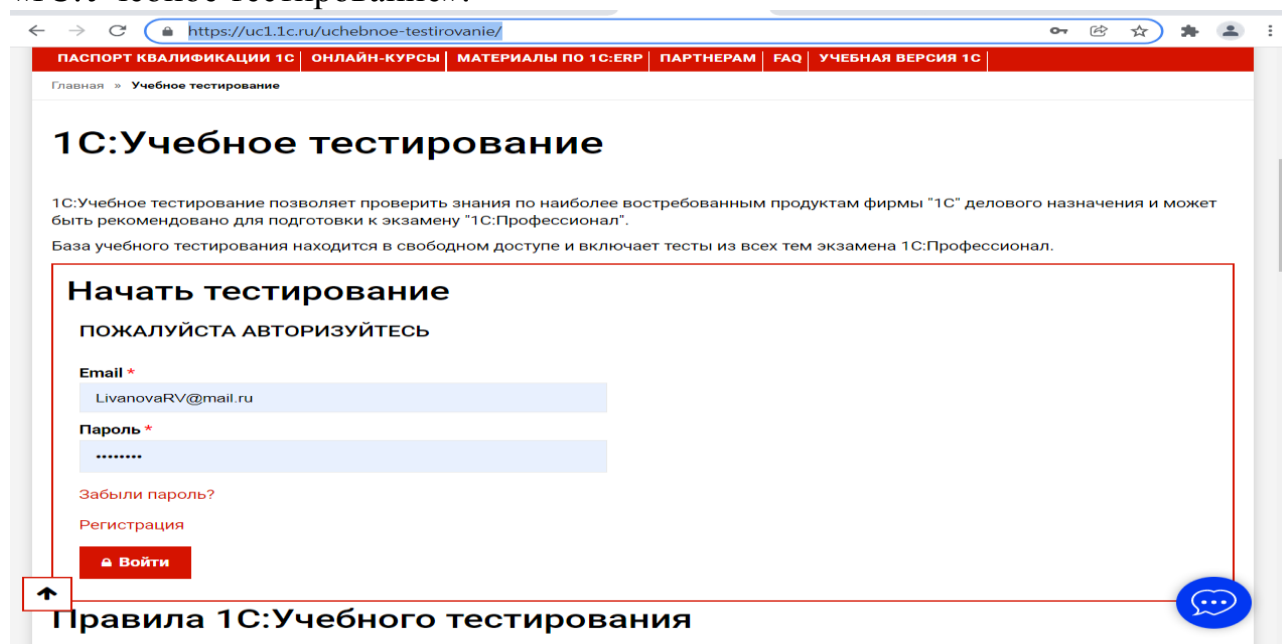 «1С:Учебное тестирование».
https://uc1.1c.ru/uchebnoe-testirovanie/
ПАСПОРТ КВАЛИФИКАЦИИ 1С ОНЛАЙН-КУРСЫ МАТЕРИАЛЫ ПО 1С:ERP ПАРТНЕРАМ FAQ УЧЕБНАЯ ВЕРСИЯ 1С
Главная » Учебное тестирование
1С:Учебное тестирование
1С:Учебное тестирование позволяет проверить знания по наиболее востребованным продуктам фирмы "1С" делового назначения и может
быть рекомендовано для подготовки к экзамену "1С:Профессионал".
База учебного тестирования находится в свободном доступе и включает тесты из всех тем экзамена 1С:Профессионал.
Начать тестирование
ПОЖАЛУЙСТА АВТОРИЗУЙТЕСЬ
Email *
LivanovaRV@mail.ru
Пароль *
••••••••
Забыли пароль?
Регистрация
Войти
Правила 1С:Учебного тестирования